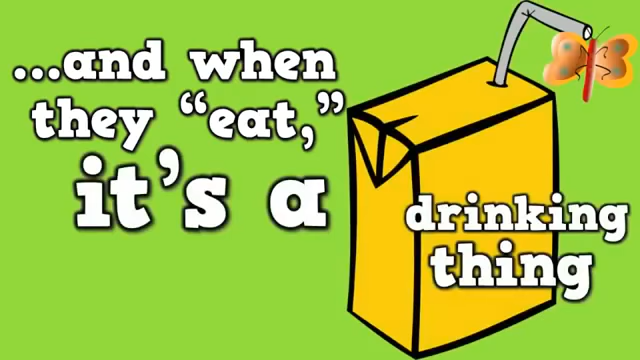 ...and when
they “eat,”
it's a
drinking
thing